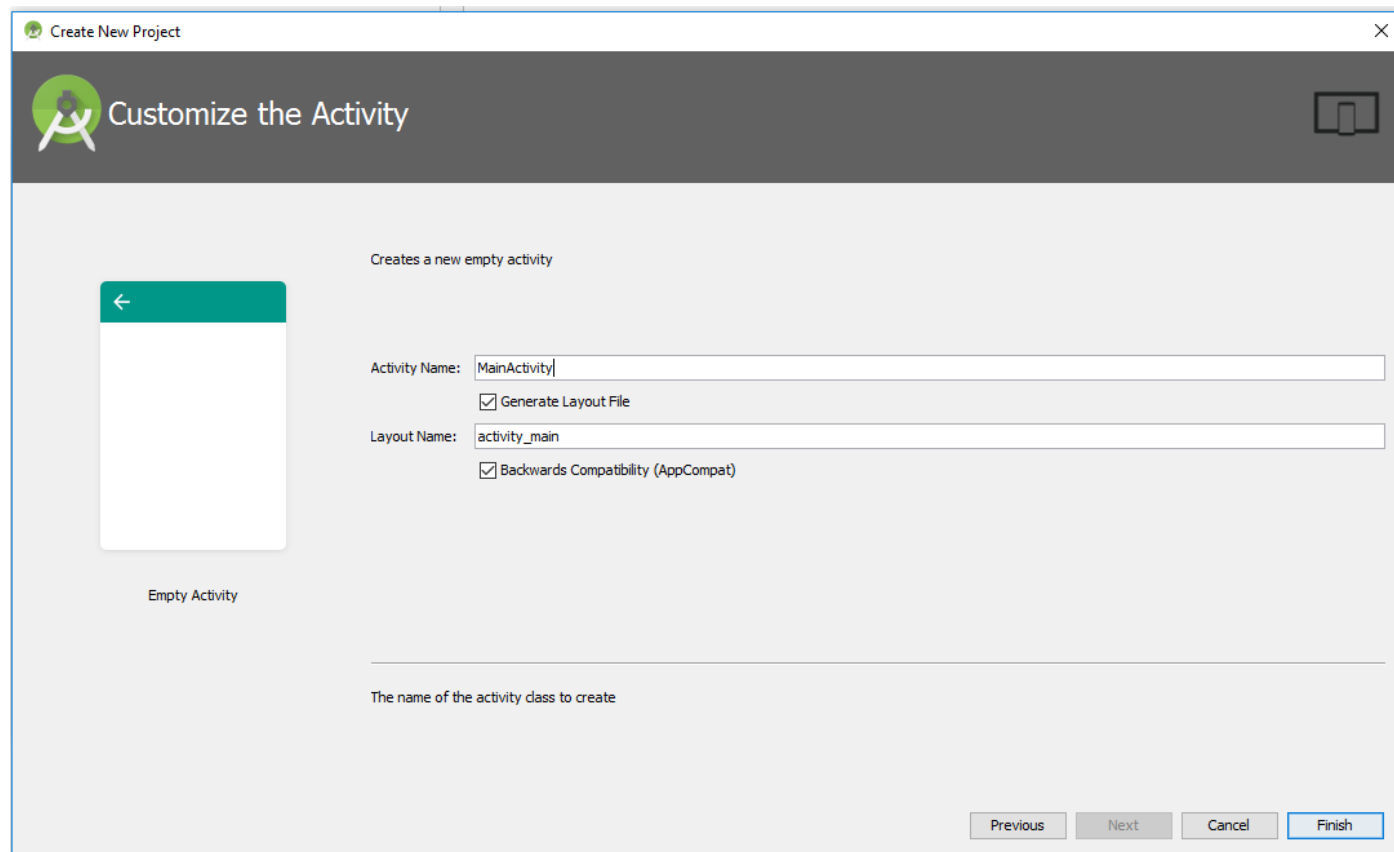 Create New Project
Customize the Activity
Creates a new empty activity
Activity Name: MainActivity
Generate Layout File
Layout Name: activity_main
Backwards Compatibility (AppCompat)
Empty Activity
The name of the activity class to create
Previous Next Cancel Finish